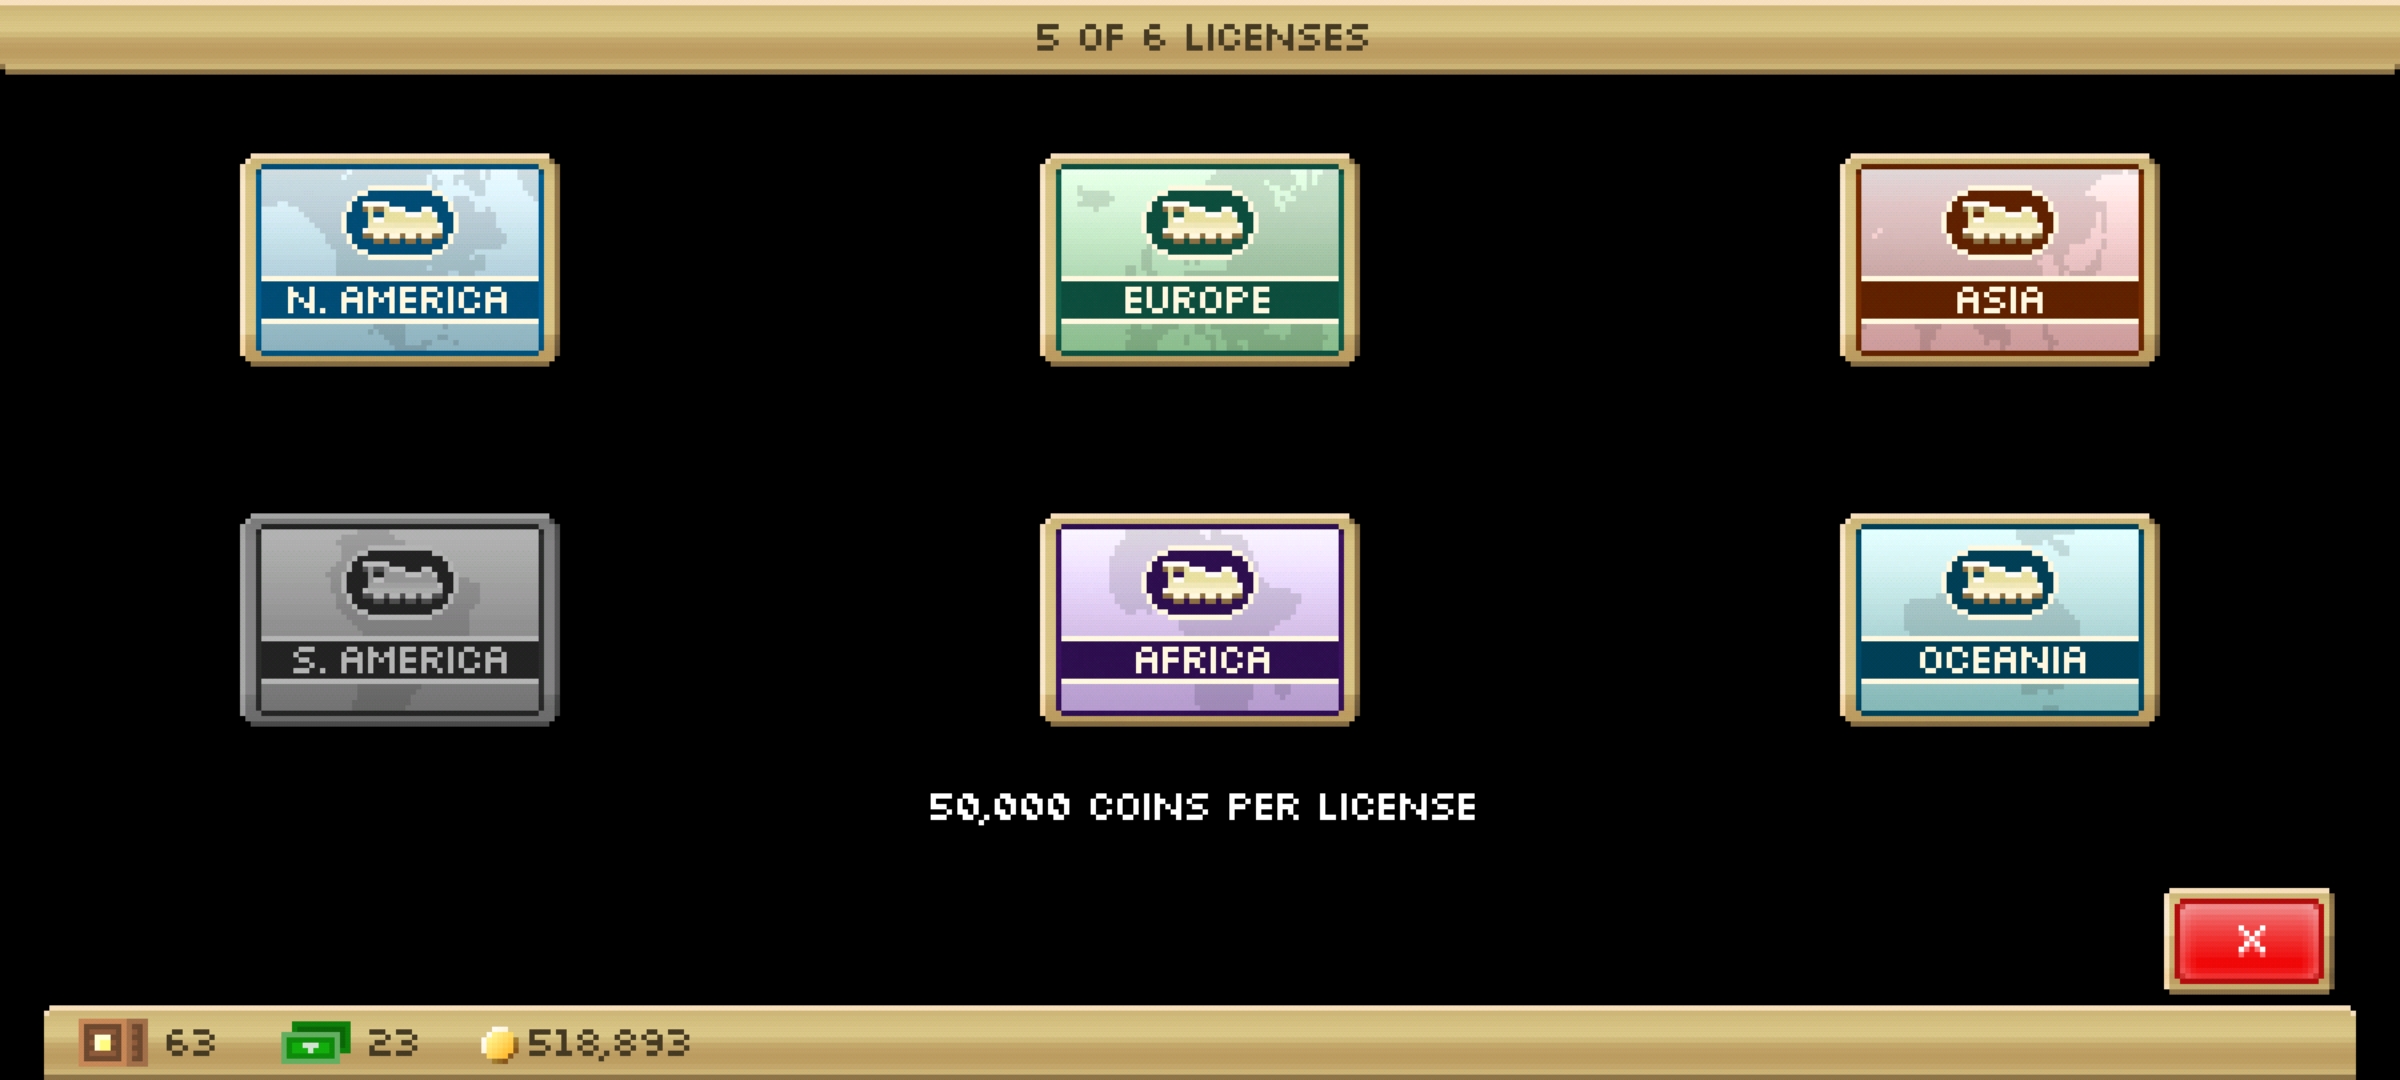 5 OF 6 LICENSES
N. AMERICA
EUROPE
ASIA
S. AMERICA
AFRICA
OCEANIA
50,000 COINS PER LICENSE
X
63
23
518,893